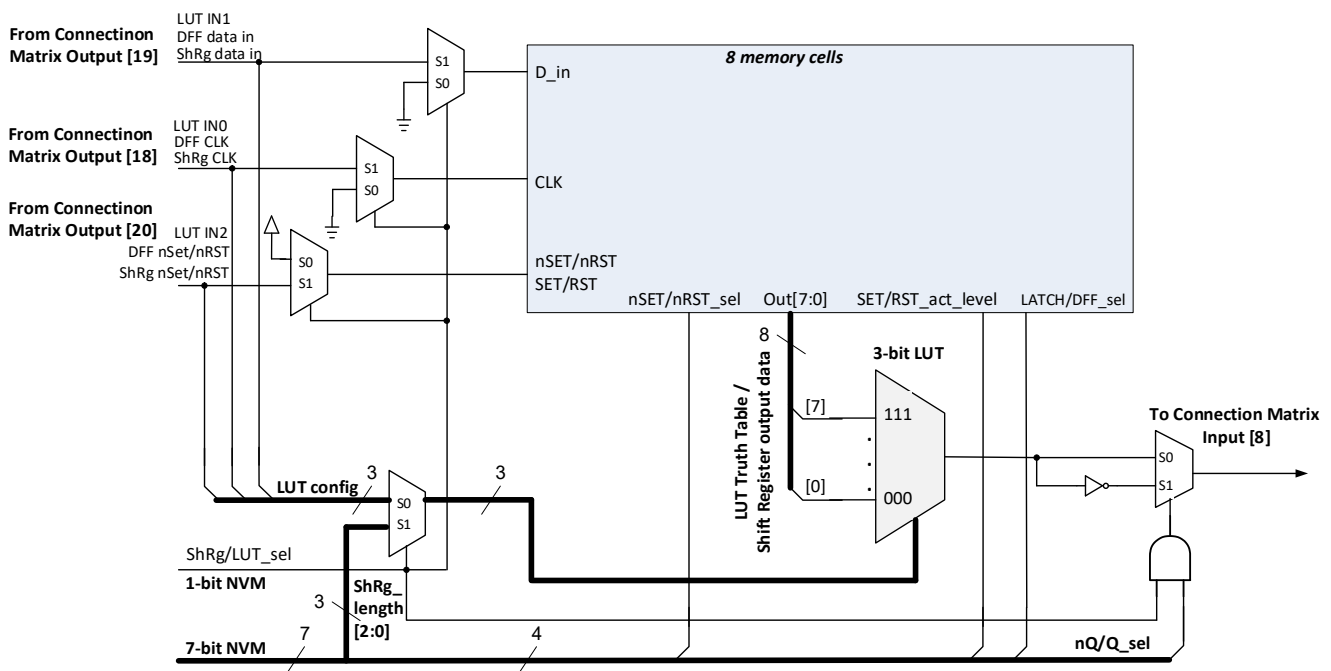 From Connectinon
Matrix Output [19]
LUT IN1
DFF data in
ShRg data in
S1
S0
8 memory cells
D_in
From Connectinon
Matrix Output [18]
LUT IN0
DFF CLK
ShRg CLK
S1
S0
CLK
From Connectinon
Matrix Output [20]
LUT IN2
DFF nSet/nRST
ShRg nSet/nRST
S0
S1
nSET/nRST
SET/RST
nSET/nRST_sel
Out[7:0]
SET/RST_act_level
LATCH/DFF_sel
8
LUT Truth Table /
Shift Register output data
3-bit LUT
[7]
111
[0]
000
To Connection Matrix
Input [8]
S0
S1
LUT config
3
S0
S1
3
ShRg/LUT_sel
1-bit NVM
3
ShRg_
length
[2:0]
7-bit NVM
7
4
nQ/Q_sel